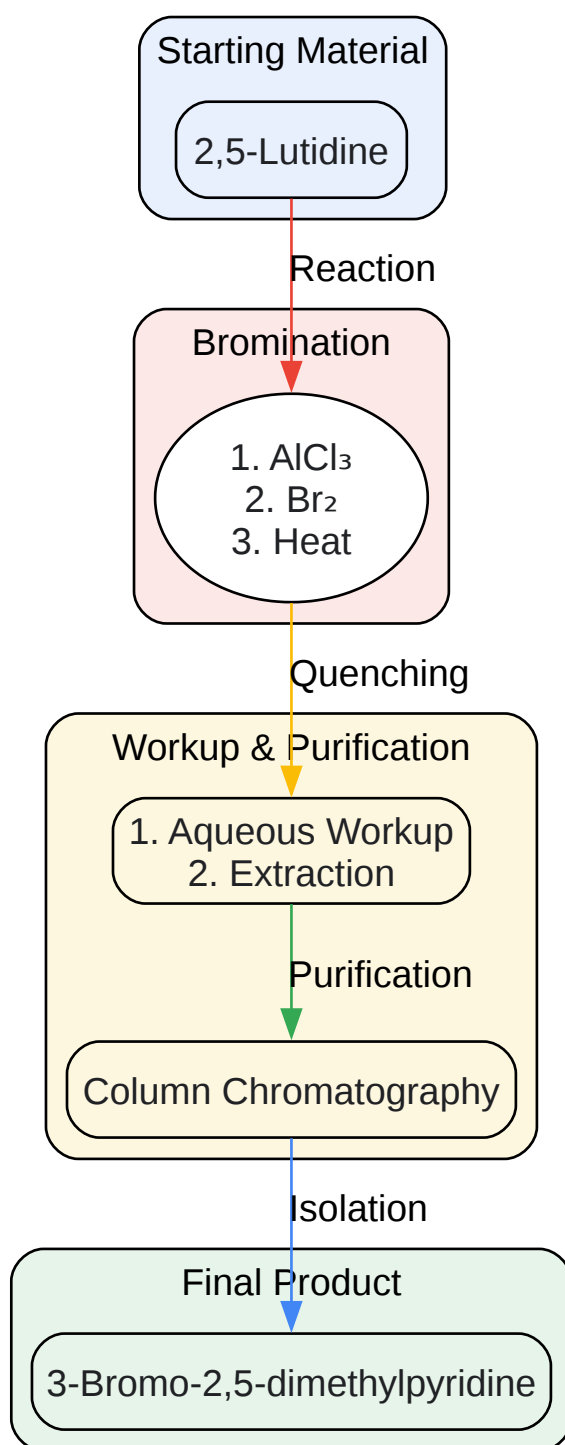 Starting Material
2,5-Lutidine
Reaction
Bromination
1. AlCl₃
2. Br₂
3. Heat
Quenching
Workup & Purification
1. Aqueous Workup
2. Extraction
Purification
Column Chromatography
Isolation
Final Product
3-Bromo-2,5-dimethylpyridine